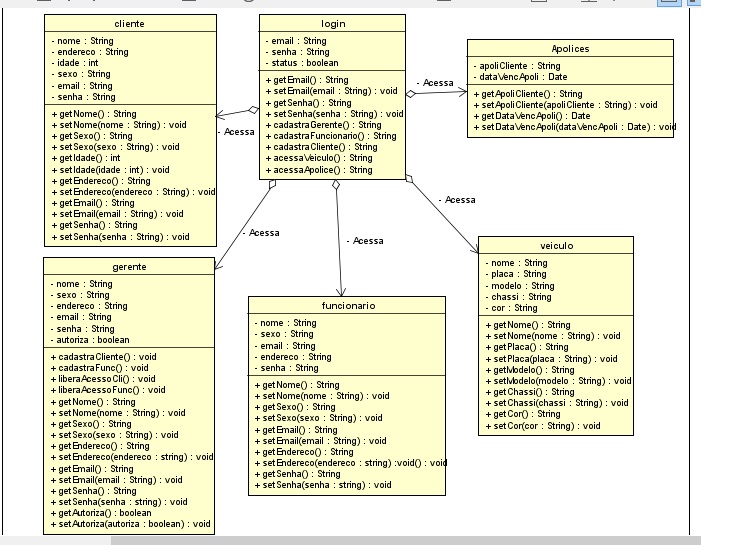 cliente
- nome : String
- endereco : String
- idade : int
- sexo : String
- email : String
- senha : String
+ getNome() : String
+ setNome(nome : String) : void
+ getSexo() : String
+ setSexo(sexo : String) : void
+ getIdade() : int
+ setIdade(idade : int) : void
+ getEndereco() : String
+ setEndereco(endereco : String) : void
+ getEmail() : String
+ setEmail(email : String) : void
+ getSenha() : String
+ setSenha(senha : String) : void
login
- email : String
- senha : String
- status : boolean
+ getEmail() : String
+ setEmail(email : String) : void
+ getSenha() : String
+ setSenha(senha : String) : void
+ cadastraGerente() : String
+ cadastraFuncionario() : String
+ cadastraCliente() : String
+ acessaVeiculo() : String
+ acessaApolice() : String
Apolices
- apoliCliente : String
- dataVencApoli : Date
+ getApoliCliente() : String
+ setApoliCliente(apoliCliente : String) : void
+ getDataVencApoli() : Date
+ setDataVencApoli(dataVencApoli : Date) : void
- Acessa
- Acessa
- Acessa
- Acessa
- Acessa
gerente
- nome : String
- sexo : String
- endereco : String
- email : String
- senha : String
- autoriza : boolean
+ cadastraCliente() : void
+ cadastraFunc() : void
+ liberaAcessoCli() : void
+ liberaAcessoFunc() : void
+ getNome() : String
+ setNome(nome : String) : void
+ getSexo() : String
+ setSexo(sexo : String) : void
+ getEndereco() : String
+ setEndereco(endereco : string) : void
+ getEmail() : String
+ setEmail(email : String) : void
+ getSenha() : String
+ setSenha(senha : string) : void
+ getAutoriza() : boolean
+ setAutoriza(autoriza : boolean) : void
funcionario
- nome : String
- sexo : String
- email : String
- endereco : String
- senha : String
+ getNome() : String
+ setNome(nome : String) : void
+ getSexo() : String
+ setSexo(sexo : String) : void
+ getEmail() : String
+ setEmail(email : String) : void
+ getEndereco() : String
+ setEndereco(endereco : string) :void() : void
+ getSenha() : String
+ setSenha(senha : string) : void
veiculo
- nome : String
- placa : String
- modelo : String
- chassi : String
- cor : String
+ getNome() : String
+ setNome(nome : String) : void
+ getPlaca() : String
+ setPlaca(placa : String) : void
+ getModelo() : String
+ setModelo(modelo : String) : void
+ getChassi() : String
+ setChassi(chassi : String) : void
+ getCor() : String
+ setCor(cor : String) : void